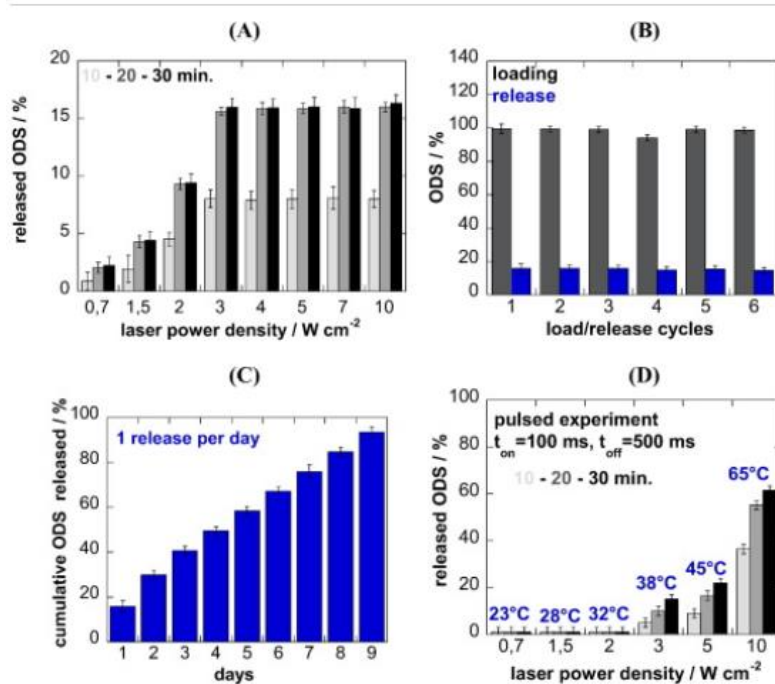 (A)
10 - 20 - 30 min.
released ODS / %
20
15
10
5
0
0,7 1,5 2 3 4 5 7 10
laser power density / W cm-2
(B)
loading
release
ODS / %
140
120
100
80
60
40
20
0
1 2 3 4 5 6
load/release cycles
(C)
1 release per day
cumulative ODS released / %
100
80
60
40
20
0
1 2 3 4 5 6 7 8 9
days
(D)
pulsed experiment
ton=100 ms, toff=500 ms
10 - 20 - 30 min.
released ODS / %
100
80
60
40
20
0
23°C 28°C 32°C 38°C 45°C 65°C
0,7 1,5 2 3 5 10
laser power density / W cm-2